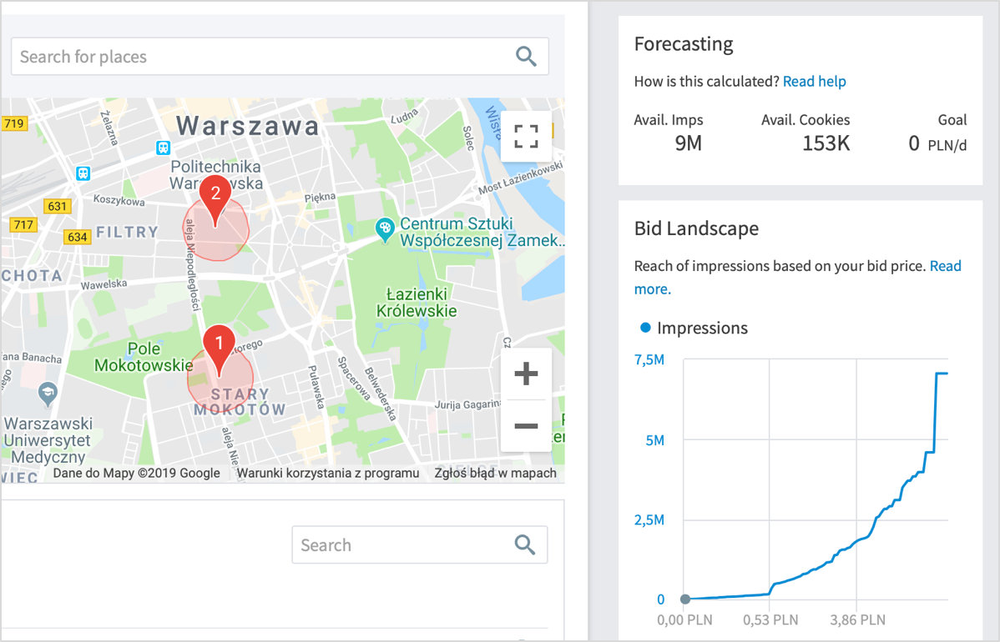 Search for places
719
Żelazna
Warszawa
Ludna
Wisła
Solec
Politechnika
Warszawska
2
Most Łazienkowski
Koszykowa
Piękna
631
717
634
FILTRY
aleja Niepodległości
Centrum Sztuki
Współczesnej Zamek...
CHOTA
Wawelska
Łazienki
Królewskie
1
Pole
Mokotowskie
torego
ana Banacha
Puławska
Spacerowa
Belwederska
STARY
MOKOTÓW
Jurija Gagarina
Warszawski
Uniwersytet
Medyczny
aleja Nie
WIEC
Dane do Mapy ©2019 Google
Warunki korzystania z programu
Zgłoś błąd w mapach
Search
Forecasting
How is this calculated? Read help
Avail. Imps
Avail. Cookies
Goal
9M
153K
0 PLN/d
Bid Landscape
Reach of impressions based on your bid price. Read
more.
Impressions
7,5M
5M
2,5M
0
0,00 PLN
0,53 PLN
3,86 PLN